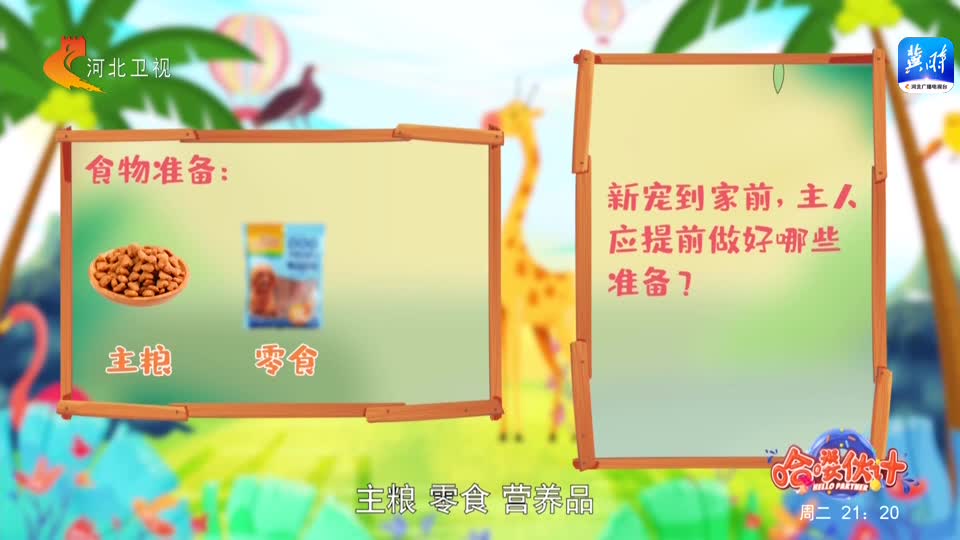 河北卫视
冀时
河北广播电视台
食物准备：
主粮
零食
新宠到家前，主人
应提前做好哪些
准备？
哈喽伙计
HELLO PARTNER
主粮 零食 营养品
周二 21：20